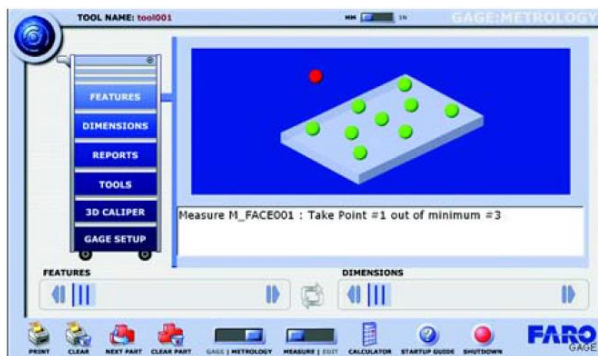 TOOL NAME: tool001
MM IN
GAGE:METROLOGY
FEATURES
DIMENSIONS
REPORTS
TOOLS
3D CALIPER
GAGE SETUP
Measure M_FACE001 : Take Point #1 out of minimum #3
FEATURES
DIMENSIONS
PRINT
CLEAR
NEXT PART
CLEAR PART
GAGE | METROLOGY
MEASURE | EDIT
CALCULATOR
STARTUP GUIDE
SHUTDOWN
FARO
GAGE